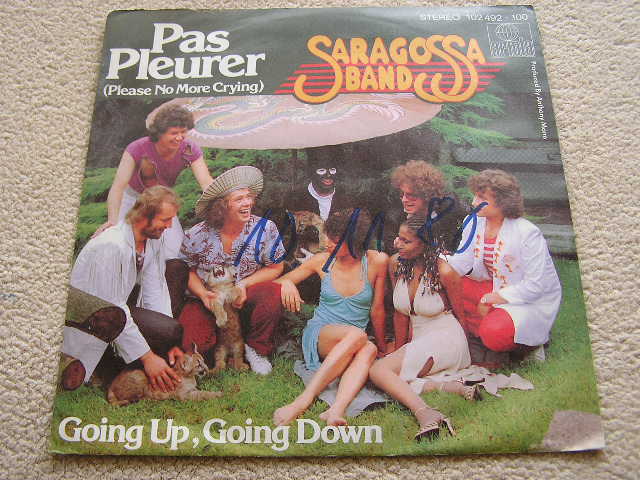 STEREO 102 492 - 100
Pas
Pleurer
(Please No More Crying)
SARAGOSSA
BAND
ariola
Produced By Anthony Monn
Going Up, Going Down